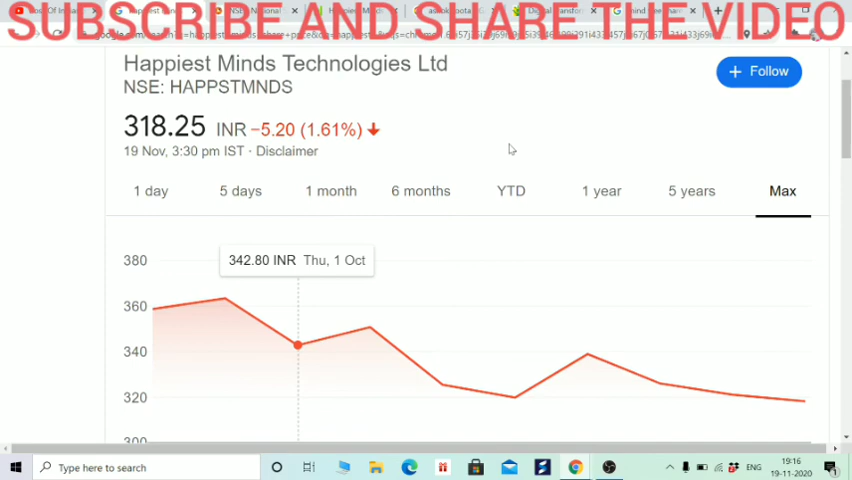 SUBSCRIBE AND SHARE THE VIDEO
Happiest Minds Technologies Ltd
NSE: HAPPSTMNDS
+ Follow
318.25 INR −5.20 (1.61%)
19 Nov, 3:30 pm IST · Disclaimer
1 day 5 days 1 month 6 months YTD 1 year 5 years Max
342.80 INR Thu, 1 Oct
380
360
340
320
300
Type here to search
ENG
19:16
19-11-2020